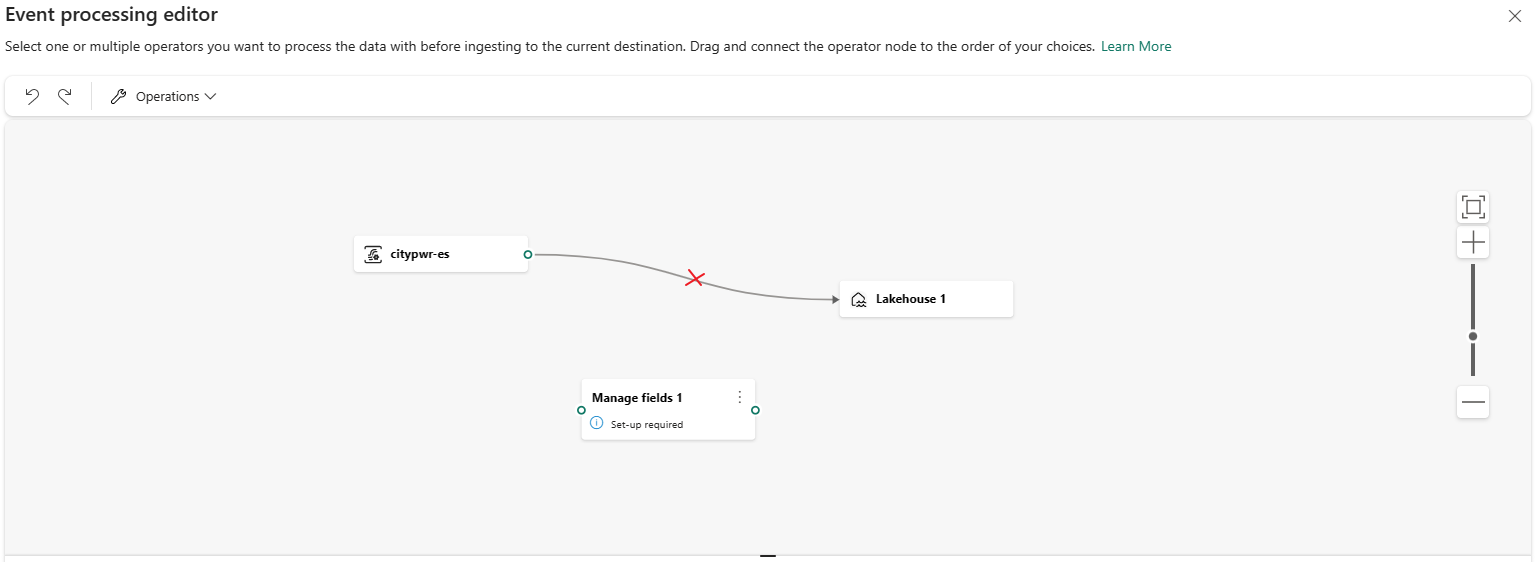 Event processing editor
Select one or multiple operators you want to process the data with before ingesting to the current destination. Drag and connect the operator node to the order of your choices. Learn More
Operations
citypwr-es
Lakehouse 1
Manage fields 1
Set-up required